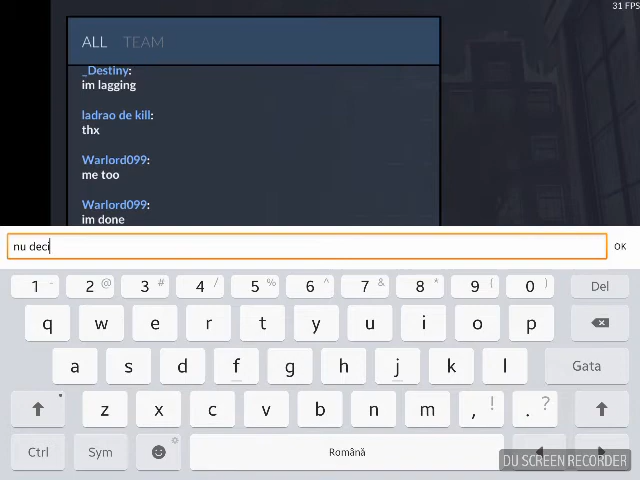 31 FPS
ALL TEAM
_Destiny:
im lagging
ladrao de kill:
thx
Warlord099:
me too
Warlord099:
im done
nu deci
OK
1 - 2 @ 3 # 4 / 5 % 6 ^ 7 & 8 * 9 ( 0 ) Del
q w e r t y u i o p
a s d f g h j k l Gata
z x c v b n m , ! . ?
Ctrl Sym Română
DU SCREEN RECORDER